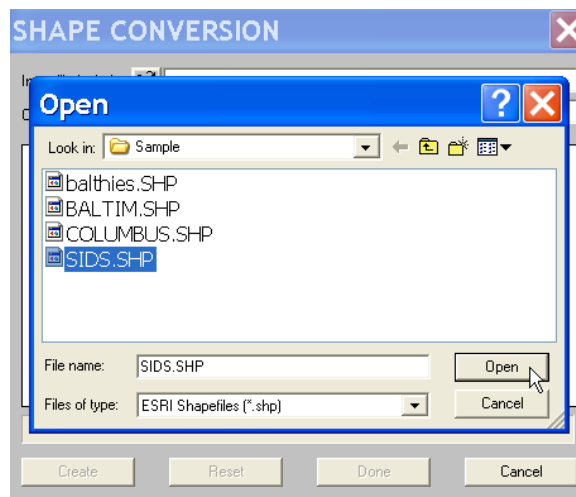 SHAPE CONVERSION
Open
Look in: Sample
balthies.SHP
BALTIM.SHP
COLUMBUS.SHP
SIDS.SHP
File name: SIDS.SHP Open
Files of type: ESRI Shapefiles (*.shp) Cancel
Create Reset Done Cancel